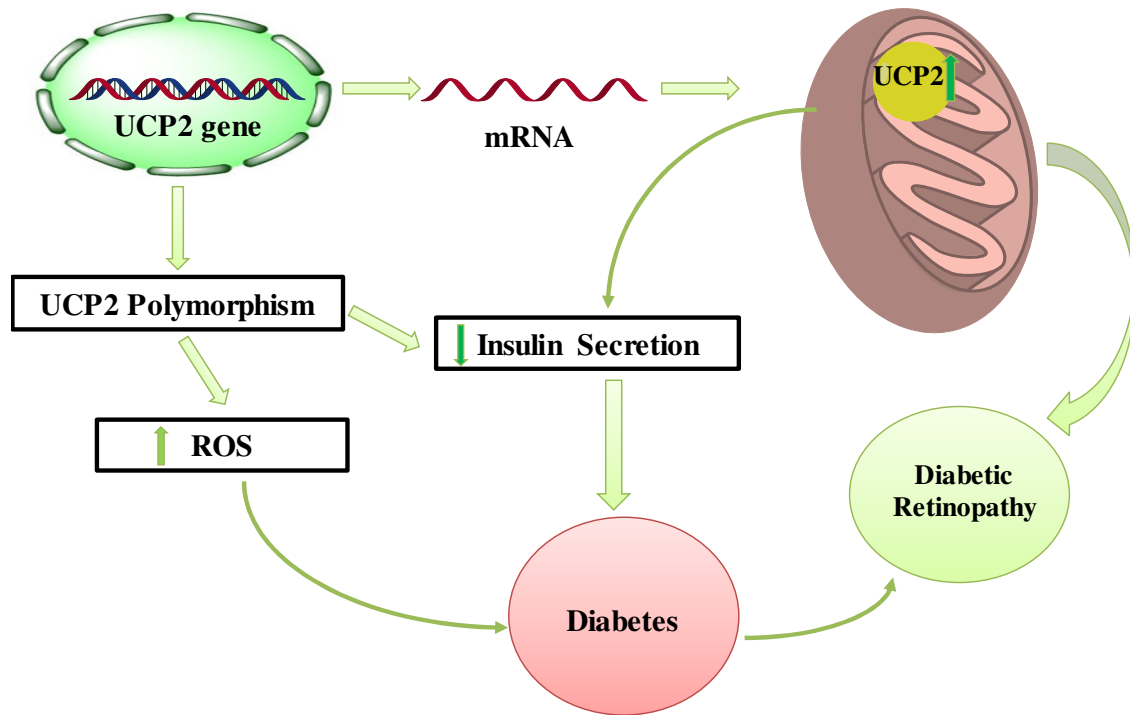 UCP2 gene
mRNA
UCP2
UCP2 Polymorphism
Insulin Secretion
ROS
Diabetic
Retinopathy
Diabetes